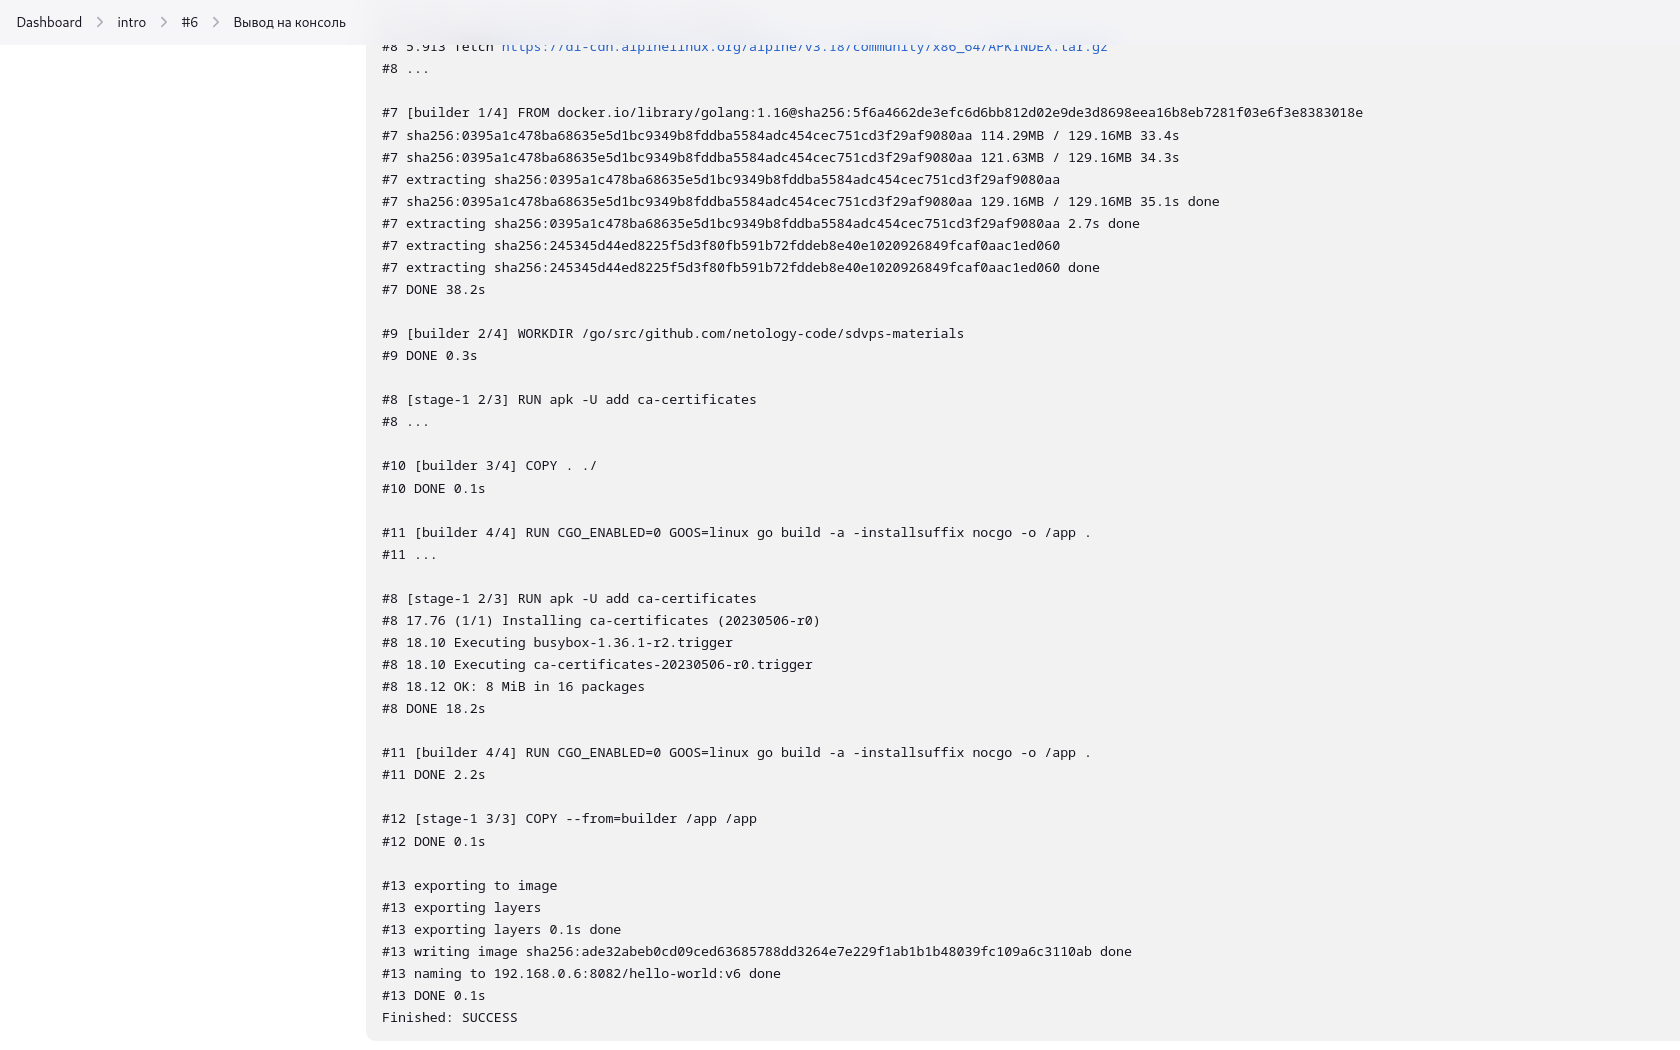 Dashboard > intro > #6 > Вывод на консоль
#8 5.913 fetch https://dl-cdn.alpinelinux.org/alpine/v3.18/community/x86_64/APKINDEX.tar.gz
#8 ...
#7 [builder 1/4] FROM docker.io/library/golang:1.16@sha256:5f6a4662de3efc6d6bb812d02e9de3d8698eea16b8eb7281f03e6f3e8383018e
#7 sha256:0395a1c478ba68635e5d1bc9349b8fddba5584adc454cec751cd3f29af9080aa 114.29MB / 129.16MB 33.4s
#7 sha256:0395a1c478ba68635e5d1bc9349b8fddba5584adc454cec751cd3f29af9080aa 121.63MB / 129.16MB 34.3s
#7 extracting sha256:0395a1c478ba68635e5d1bc9349b8fddba5584adc454cec751cd3f29af9080aa
#7 sha256:0395a1c478ba68635e5d1bc9349b8fddba5584adc454cec751cd3f29af9080aa 129.16MB / 129.16MB 35.1s done
#7 extracting sha256:0395a1c478ba68635e5d1bc9349b8fddba5584adc454cec751cd3f29af9080aa 2.7s done
#7 extracting sha256:245345d44ed8225f5d3f80fb591b72fddeb8e40e1020926849fcaf0aac1ed060
#7 extracting sha256:245345d44ed8225f5d3f80fb591b72fddeb8e40e1020926849fcaf0aac1ed060 done
#7 DONE 38.2s
#9 [builder 2/4] WORKDIR /go/src/github.com/netology-code/sdvps-materials
#9 DONE 0.3s
#8 [stage-1 2/3] RUN apk -U add ca-certificates
#8 ...
#10 [builder 3/4] COPY . ./
#10 DONE 0.1s
#11 [builder 4/4] RUN CGO_ENABLED=0 GOOS=linux go build -a -installsuffix nocgo -o /app .
#11 ...
#8 [stage-1 2/3] RUN apk -U add ca-certificates
#8 17.76 (1/1) Installing ca-certificates (20230506-r0)
#8 18.10 Executing busybox-1.36.1-r2.trigger
#8 18.10 Executing ca-certificates-20230506-r0.trigger
#8 18.12 OK: 8 MiB in 16 packages
#8 DONE 18.2s
#11 [builder 4/4] RUN CGO_ENABLED=0 GOOS=linux go build -a -installsuffix nocgo -o /app .
#11 DONE 2.2s
#12 [stage-1 3/3] COPY --from=builder /app /app
#12 DONE 0.1s
#13 exporting to image
#13 exporting layers
#13 exporting layers 0.1s done
#13 writing image sha256:ade32abeb0cd09ced63685788dd3264e7e229f1ab1b1b48039fc109a6c3110ab done
#13 naming to 192.168.0.6:8082/hello-world:v6 done
#13 DONE 0.1s
Finished: SUCCESS